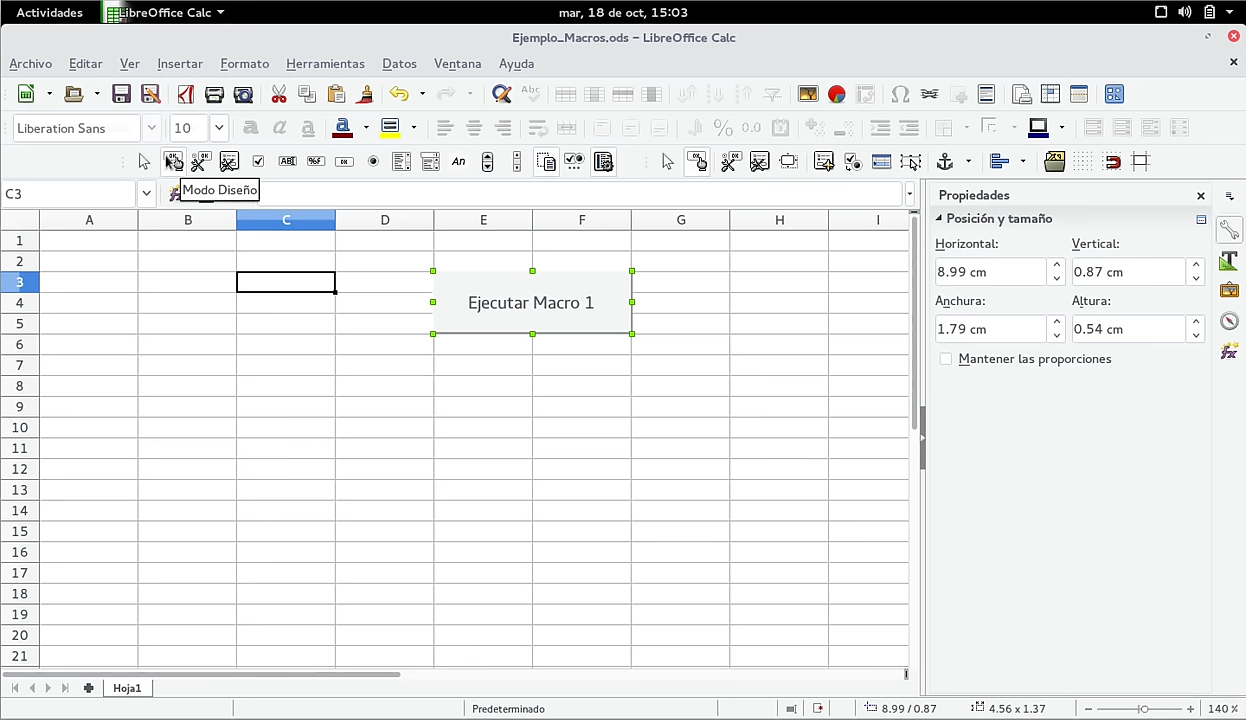 Actividades LibreOffice Calc mar, 18 de oct, 15:03
Ejemplo_Macros.ods – LibreOffice Calc
Archivo Editar Ver Insertar Formato Herramientas Datos Ventana Ayuda
Liberation Sans 10
C3 Modo Diseño
A B C D E F G H I
1
2
3
4
5
6
7
8
9
10
11
12
13
14
15
16
17
18
19
20
21
Ejecutar Macro 1
Propiedades
Posición y tamaño
Horizontal: Vertical:
8.99 cm 0.87 cm
Anchura: Altura:
1.79 cm 0.54 cm
Mantener las proporciones
Hoja1
Predeterminado 8.99 / 0.87 4.56 x 1.37 140 %